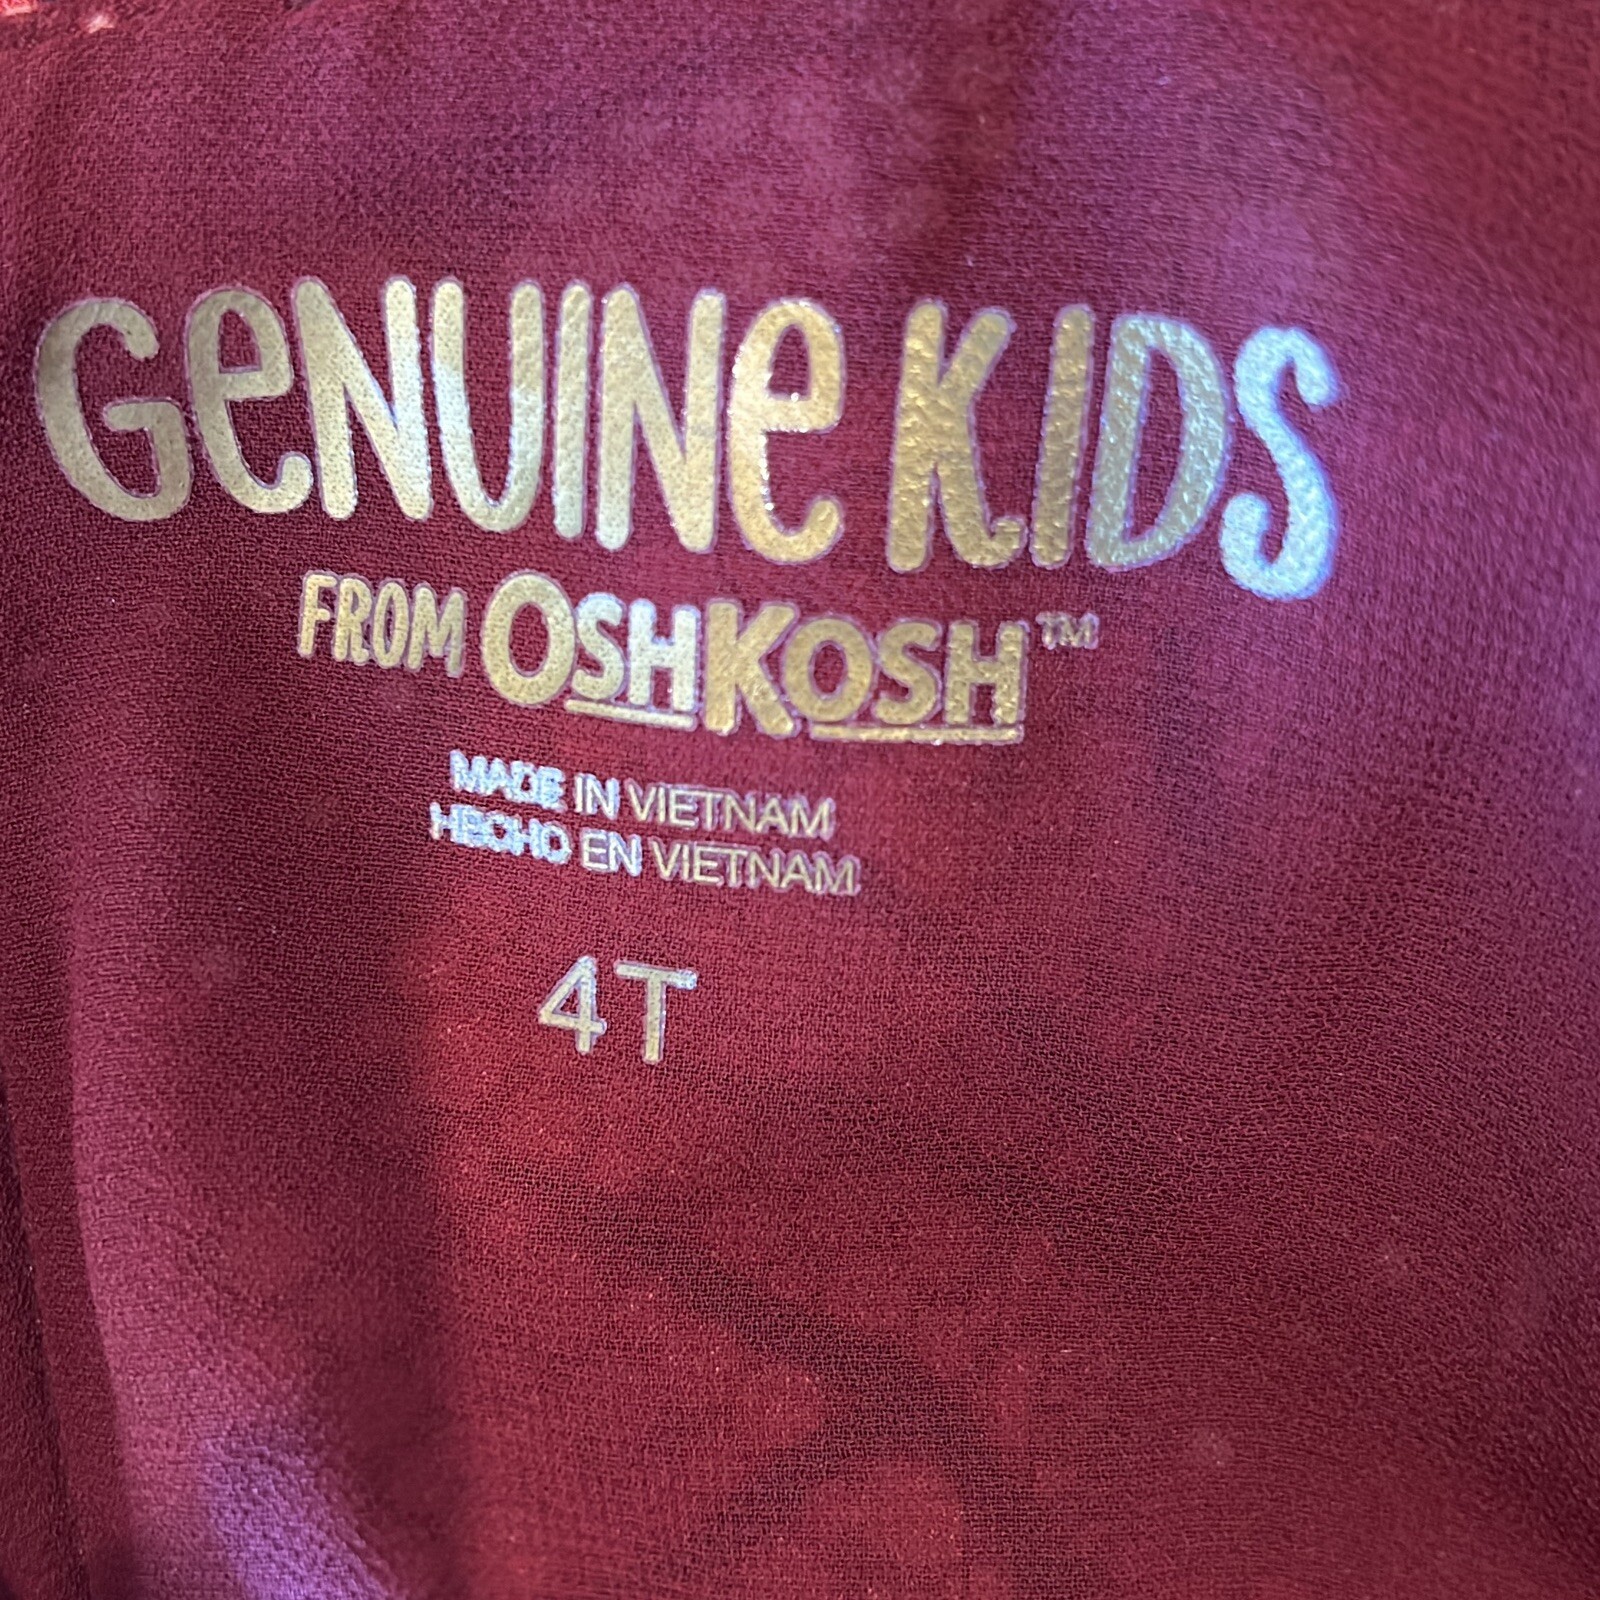 GeNUINe KIDS
FROM OSHKOSH™
MADE IN VIETNAM
HECHO EN VIETNAM
4T